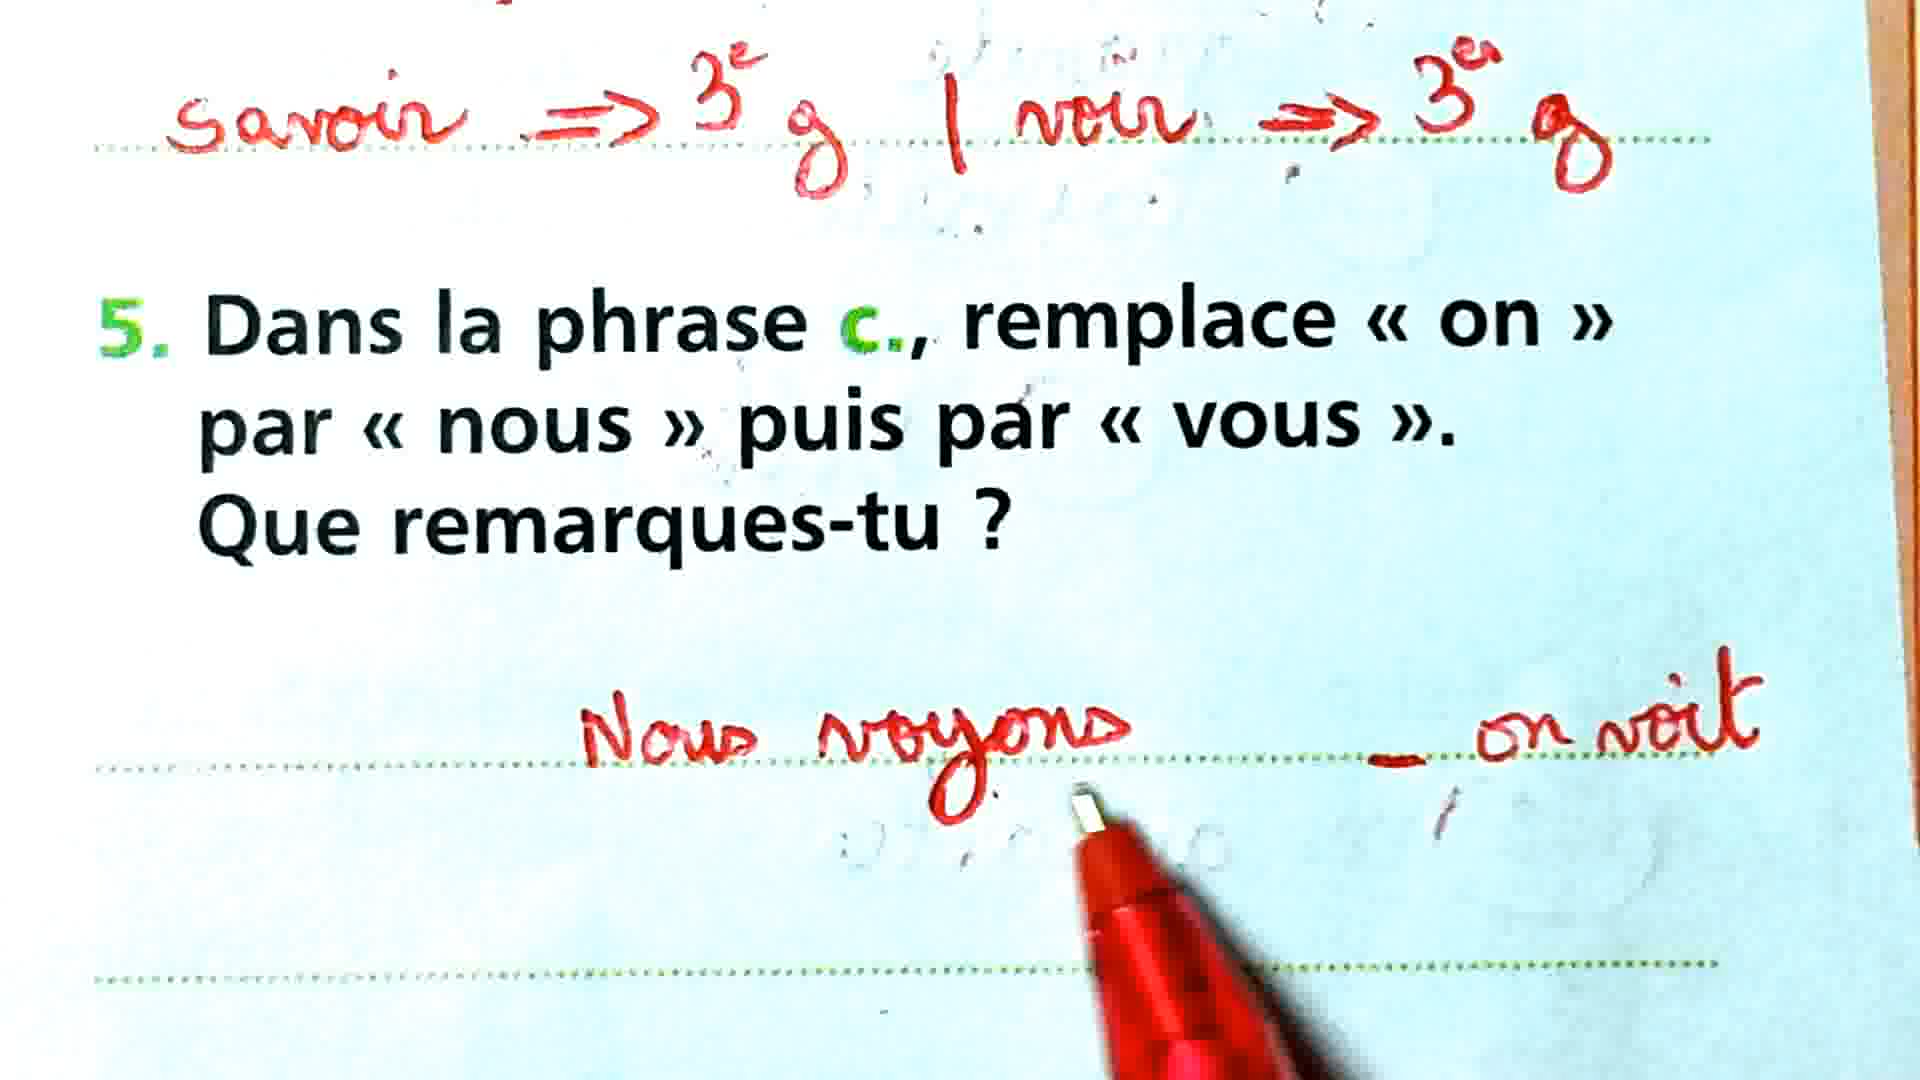 savoir => 3e g | voir => 3e g
5. Dans la phrase c., remplace « on »
par « nous » puis par « vous ».
Que remarques-tu ?
Nous voyons - on voit